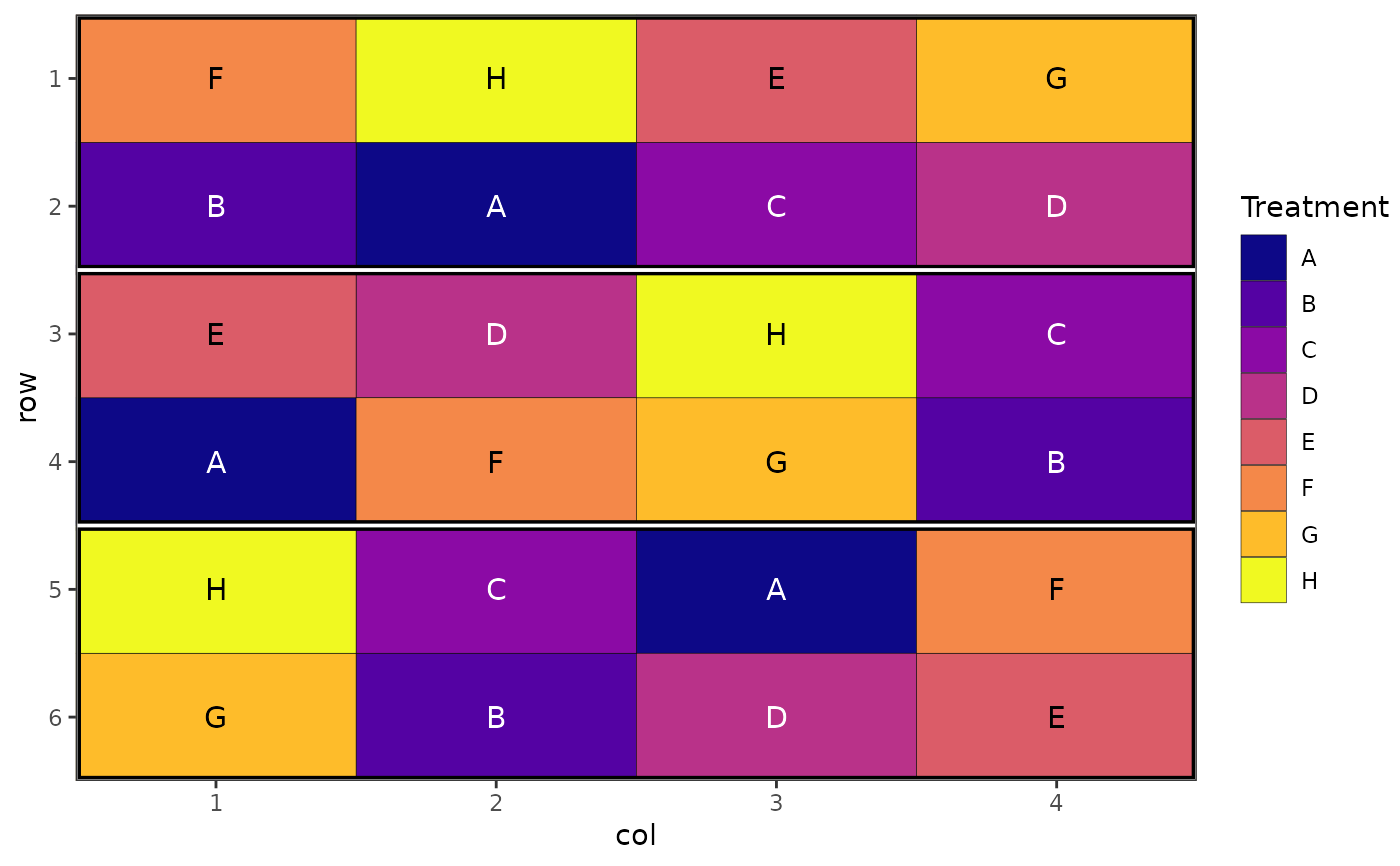 1 F H E G
2 B A C D
3 E D H C
4 A F G B
5 H C A F
6 G B D E
1 2 3 4
col
row
Treatment
A
B
C
D
E
F
G
H